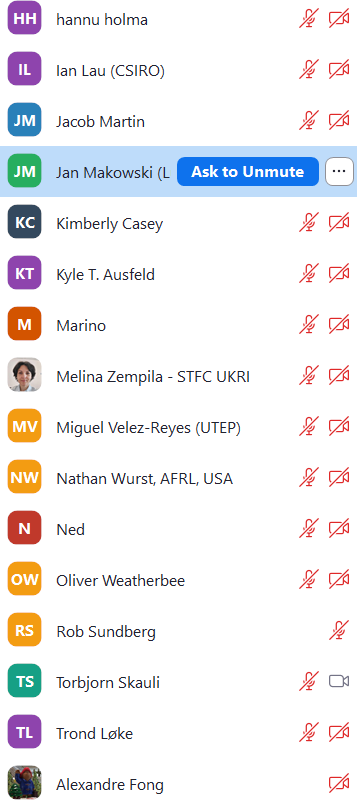 HH hannu holma
IL Ian Lau (CSIRO)
JM Jacob Martin
JM Jan Makowski (L Ask to Unmute ...
KC Kimberly Casey
KT Kyle T. Ausfeld
M Marino
Melina Zempila - STFC UKRI
MV Miguel Velez-Reyes (UTEP)
NW Nathan Wurst, AFRL, USA
N Ned
OW Oliver Weatherbee
RS Rob Sundberg
TS Torbjorn Skauli
TL Trond Løke
Alexandre Fong